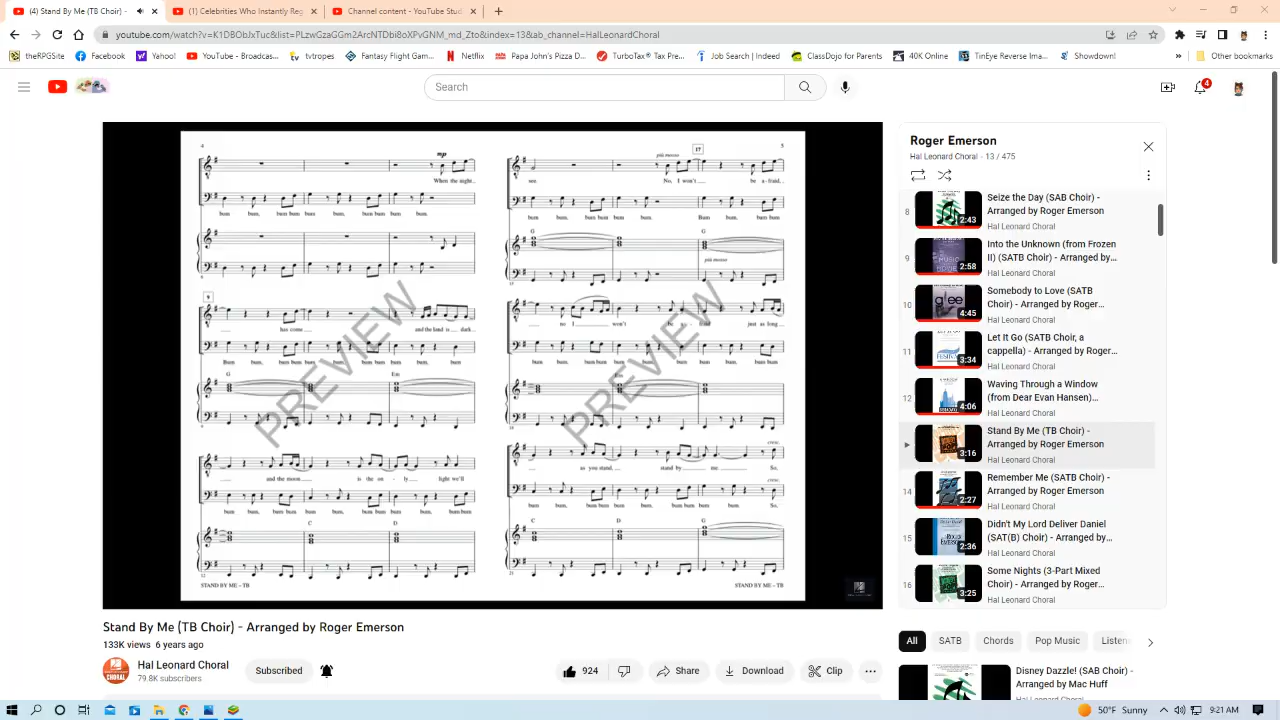 (4) Stand By Me (TB Choir) -
(1) Celebrities Who Instantly Reg
Channel content - YouTube Stud
youtube.com/watch?v=K1DBObJxTuc&list=PLzwGzaGGm2ArcNTDbi8oXPvGNM_md_Zto&index=13&ab_channel=HalLeonardChoral
theRPGSite
Facebook
Yahoo!
YouTube - Broadcas...
tvtropes
Fantasy Flight Gam...
Netflix
Papa John's Pizza D...
TurboTax® Tax Pre...
Job Search | Indeed
ClassDojo for Parents
40K Online
TinEye Reverse Ima...
Showdown!
Other bookmarks
Search
4
4
mp
When the night
bum bum, bum bum bum bum, bum bum bum.
9
has come and the land is dark
Bum bum, bum bum bum bum, bum bum bum bum
G Em
and the moon is the on - ly light we'll
C D
STAND BY ME – TB
5
più mosso
17
see. No, I won't be a-fraid,
Bum, bum bum
G G
più mosso
no I won't be a - fraid just as long
as you stand, stand by me So,
cresc.
C D G
STAND BY ME – TB
PREVIEW
PREVIEW
Roger Emerson
Hal Leonard Choral - 13 / 475
8
2:43
Seize the Day (SAB Choir) -
Arranged by Roger Emerson
Hal Leonard Choral
9
2:58
Into the Unknown (from Frozen
II) (SATB Choir) - Arranged by...
Hal Leonard Choral
10
glee
4:45
Somebody to Love (SATB
Choir) - Arranged by Roger...
Hal Leonard Choral
11
3:34
Let It Go (SATB Choir, a
cappella) - Arranged by Roger...
Hal Leonard Choral
12
4:06
Waving Through a Window
(from Dear Evan Hansen)...
Hal Leonard Choral
3:16
Stand By Me (TB Choir) -
Arranged by Roger Emerson
Hal Leonard Choral
14
2:27
Remember Me (SATB Choir) -
Arranged by Roger Emerson
Hal Leonard Choral
15
2:36
Didn't My Lord Deliver Daniel
(SAT(B) Choir) - Arranged by...
Hal Leonard Choral
16
3:25
Some Nights (3-Part Mixed
Choir) - Arranged by Roger...
Hal Leonard Choral
Stand By Me (TB Choir) - Arranged by Roger Emerson
133K views 6 years ago
Hal Leonard Choral
79.8K subscribers
Subscribed
924
Share
Download
Clip
All
SATB
Chords
Pop Music
Listen
Disney Dazzle! (SAB Choir) -
Arranged by Mac Huff
Hal Leonard Choral
50°F Sunny
9:21 AM